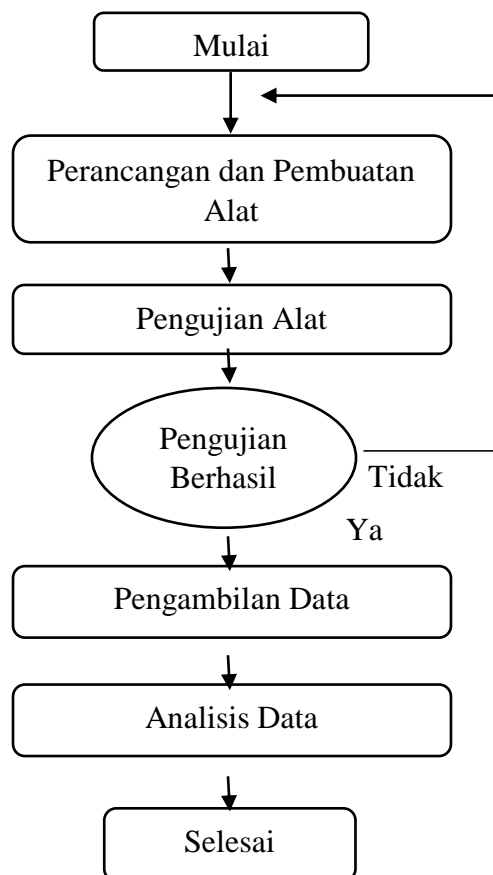 Mulai
Perancangan dan Pembuatan
Alat
Pengujian Alat
Pengujian
Berhasil
Tidak
Ya
Pengambilan Data
Analisis Data
Selesai